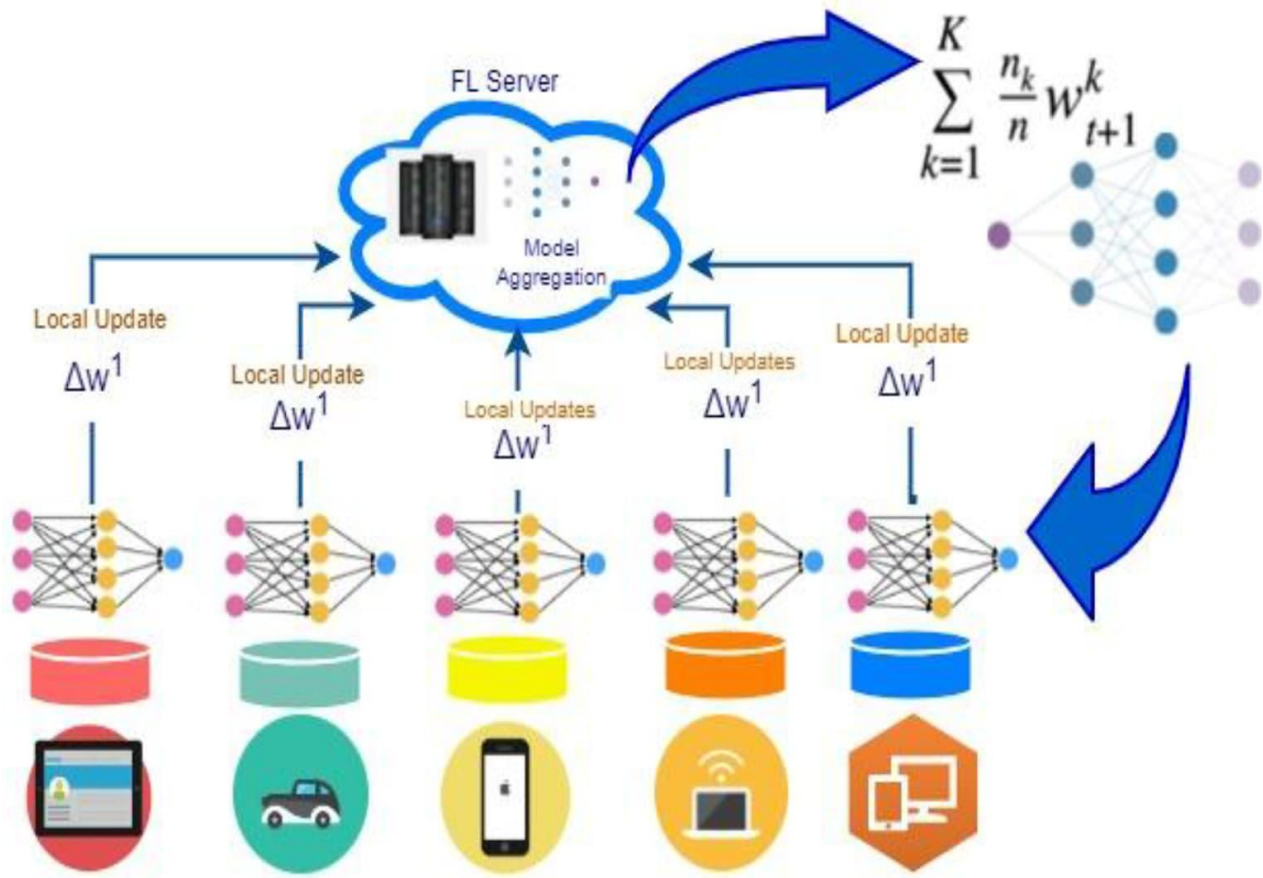 FL Server
Model
Aggregation
K
∑ n_k/n w^k_{t+1}
k=1
Local Update
Δw¹
Local Update
Δw¹
Local Updates
Δw¹
Local Updates
Δw¹
Local Update
Δw¹